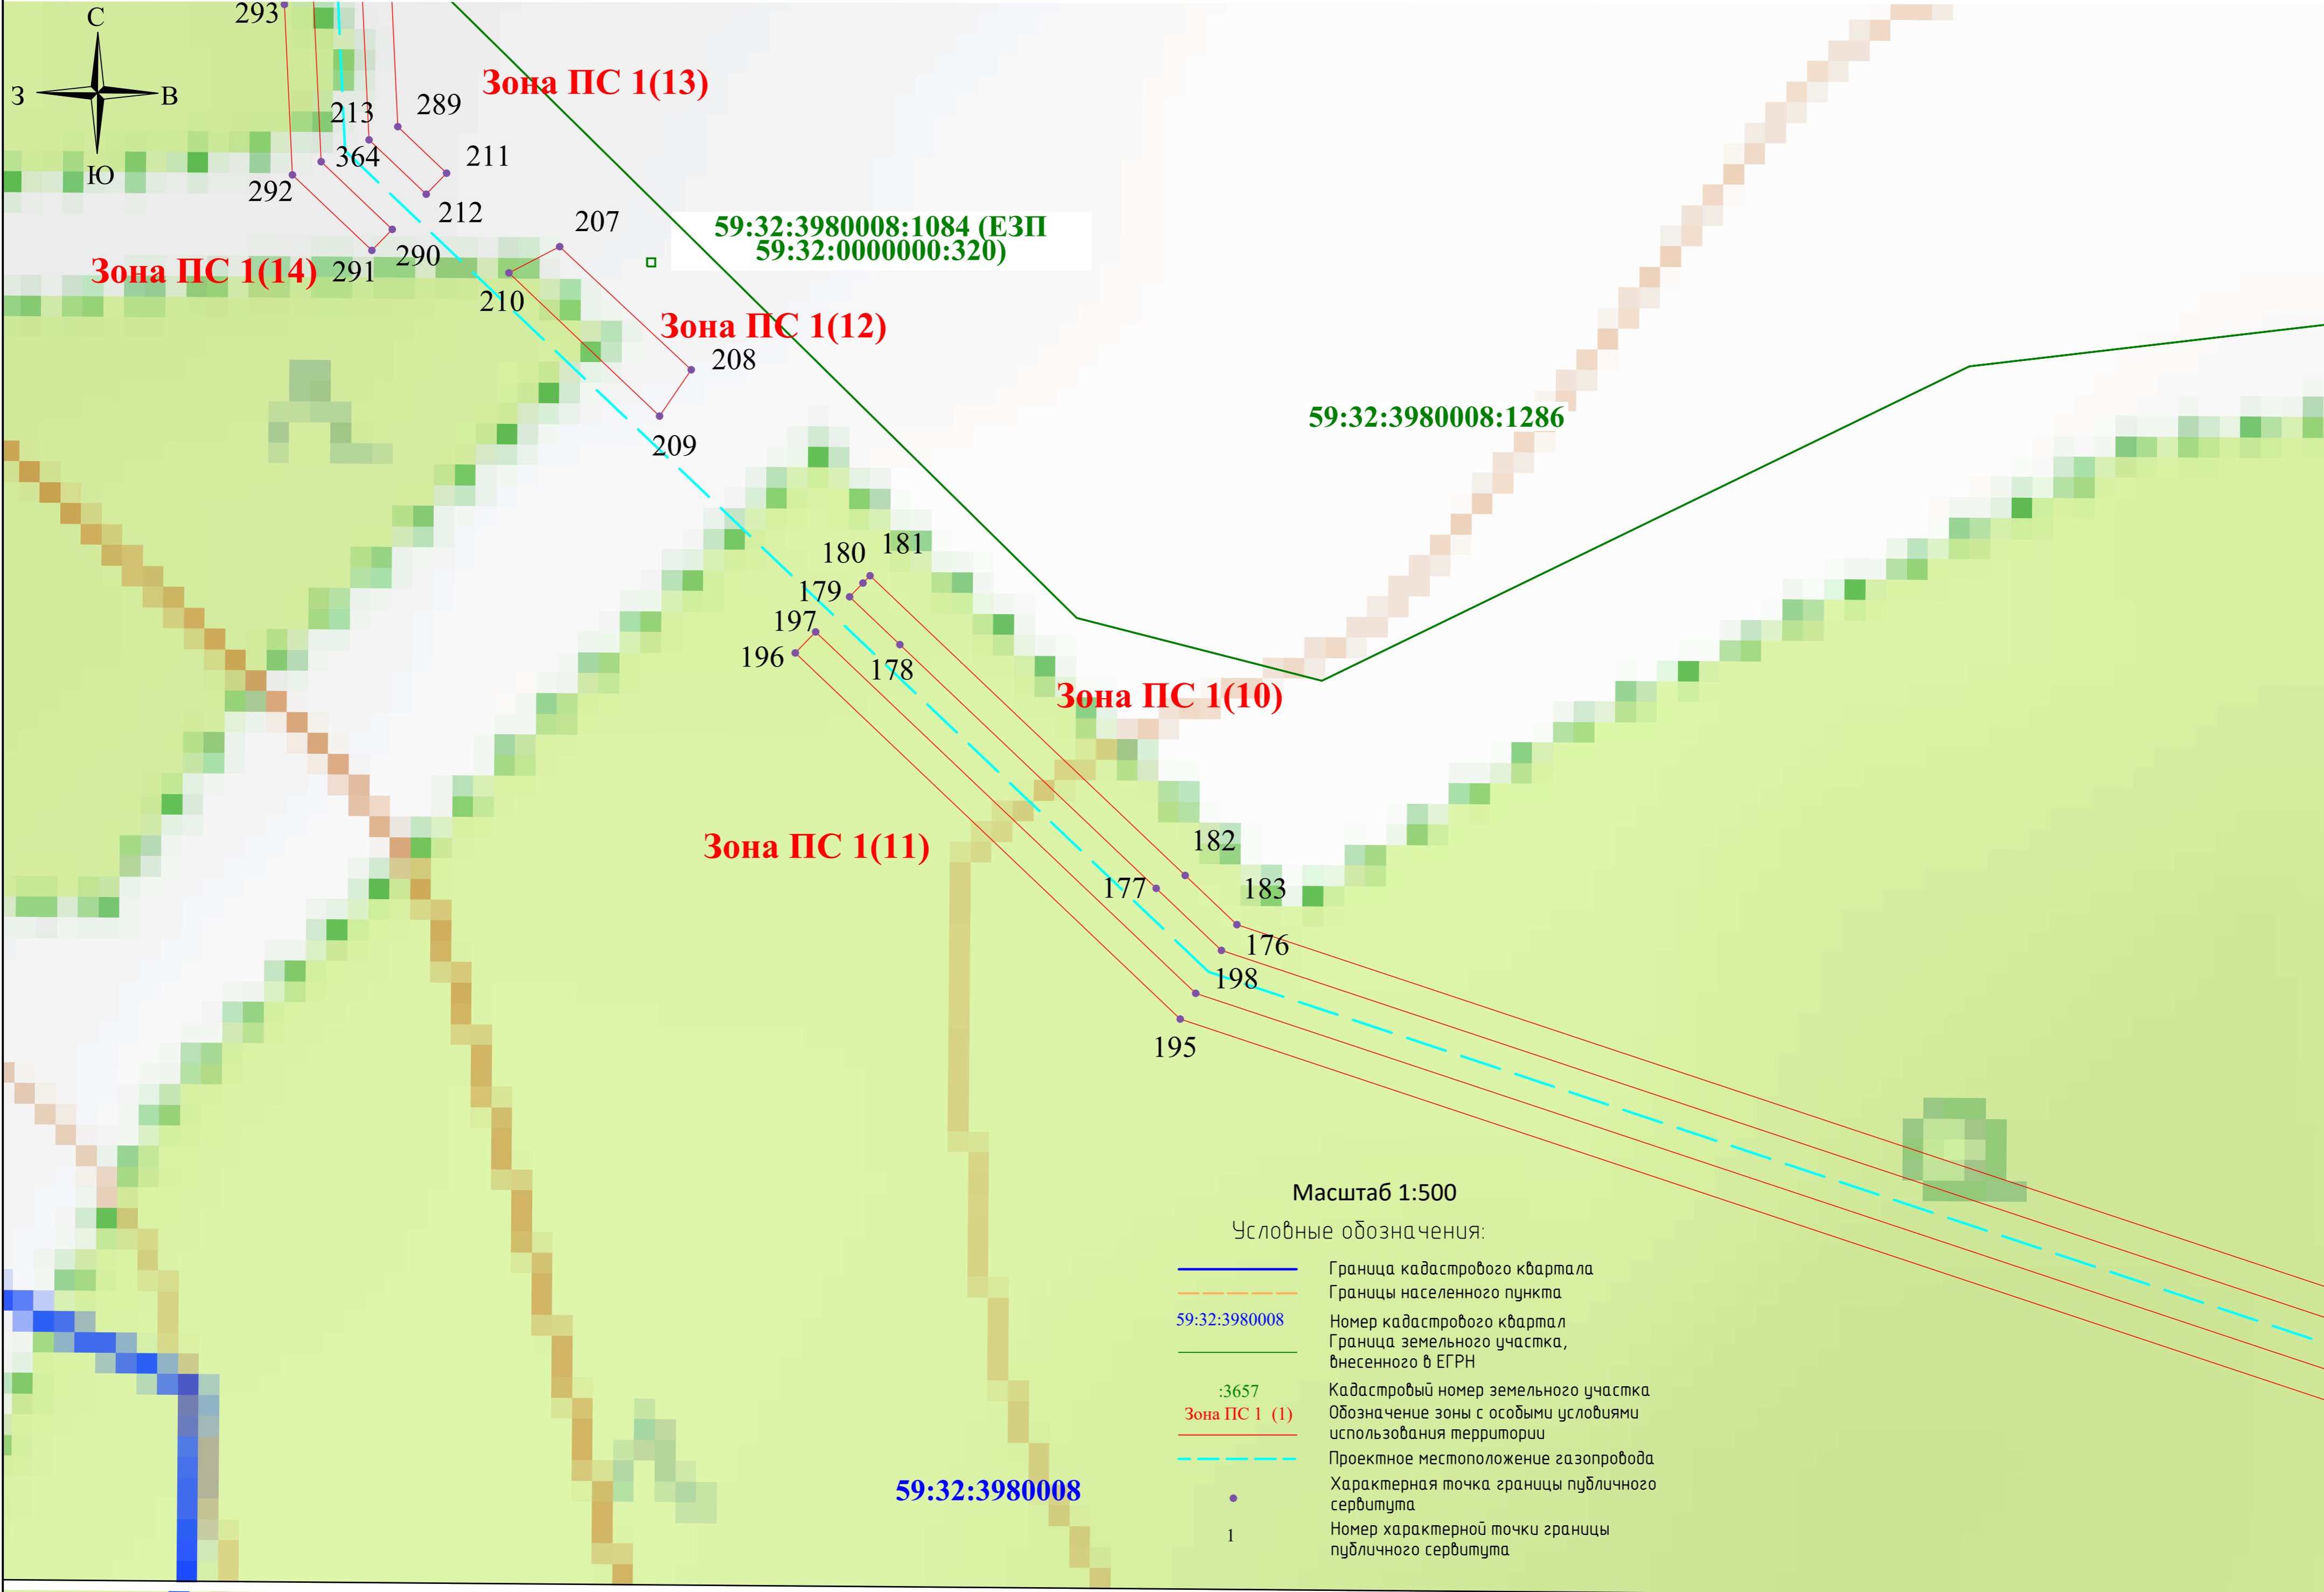 293
С
З
В
Ю
Зона ПС 1(13)
213
289
364
211
292
212
207
59:32:3980008:1084 (ЕЗП
59:32:0000000:320)
Зона ПС 1(14)
291
290
210
Зона ПС 1(12)
208
209
59:32:3980008:1286
180
181
179
197
196
178
Зона ПС 1(10)
Зона ПС 1(11)
182
177
183
176
198
195
Масштаб 1:500
Условные обозначения:
Граница кадастрового квартала
Границы населенного пункта
59:32:3980008
Номер кадастрового квартал
Граница земельного участка,
внесенного в ЕГРН
:3657
Кадастровый номер земельного участка
Зона ПС 1 (1)
Обозначение зоны с особыми условиями
использования территории
Проектное местоположение газопровода
Характерная точка границы публичного
сервитута
1
Номер характерной точки границы
публичного сервитута
59:32:3980008